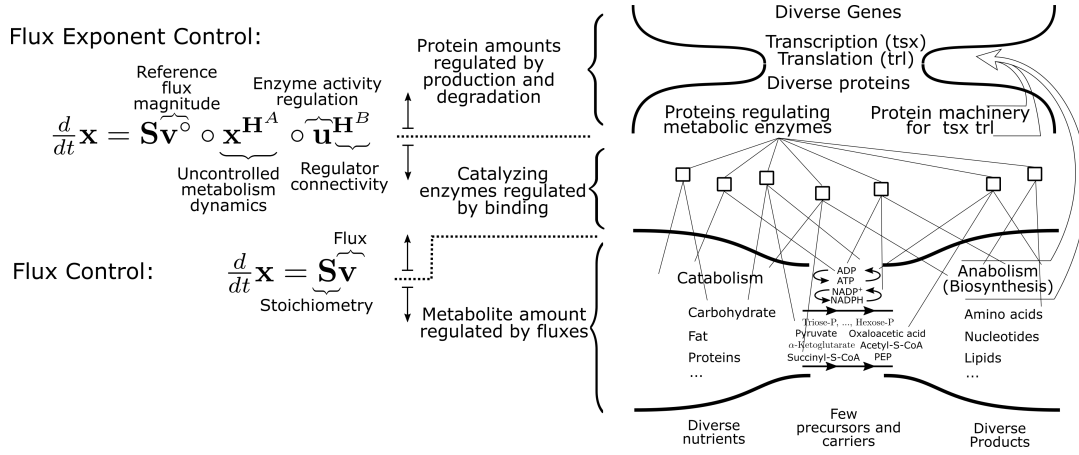 Flux Exponent Control:
Reference
flux
magnitude
Enzyme activity
regulation
d/dt x = Sv° ∘ x^{H^A} ∘ u^{H^B}
Uncontrolled
metabolism
dynamics
Regulator
connectivity
Flux Control:
Flux
d/dt x = Sv
Stoichiometry
Protein amounts
regulated by
production and
degradation
Catalyzing
enzymes regulated
by binding
Metabolite amount
regulated by fluxes
Diverse Genes
Transcription (tsx)
Translation (trl)
Diverse proteins
Proteins regulating
metabolic enzymes
Protein machinery
for tsx trl
Catabolism
Carbohydrate
Fat
Proteins
...
ADP
ATP
NADP⁺
NADPH
Triose-P, ..., Hexose-P
Pyruvate Oxaloacetic acid
α-Ketoglutarate Acetyl-S-CoA
Succinyl-S-CoA PEP
Anabolism
(Biosynthesis)
Amino acids
Nucleotides
Lipids
...
Diverse
nutrients
Few
precursors and
carriers
Diverse
Products